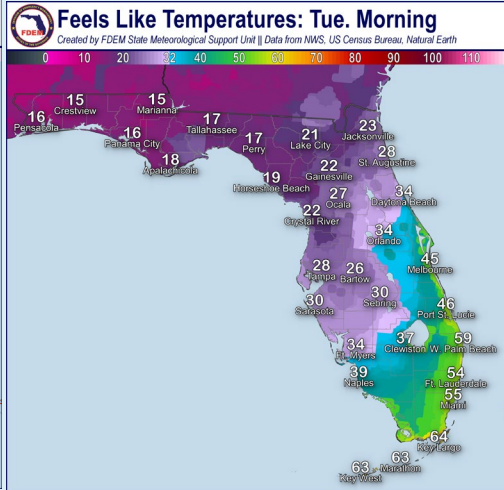 FDEM
Feels Like Temperatures: Tue. Morning
Created by FDEM State Meteorological Support Unit || Data from NWS, US Census Bureau, Natural Earth
0 10 20 32 40 50 60 70 80 90 100 110
15
Crestview
15
Marianna
16
Pensacola
16
Panama City
17
Tallahassee
17
Perry
18
Apalachicola
21
Lake City
23
Jacksonville
28
St. Augustine
22
Gainesville
19
Horseshoe Beach
27
Ocala
34
Daytona Beach
22
Crystal River
34
Orlando
45
Melbourne
28
Tampa
26
Bartow
30
Sebring
30
Sarasota
46
Port St. Lucie
34
Ft. Myers
37
Clewiston
59
W. Palm Beach
39
Naples
54
Ft. Lauderdale
55
Miami
64
Key Largo
63
Marathon
63
Key West